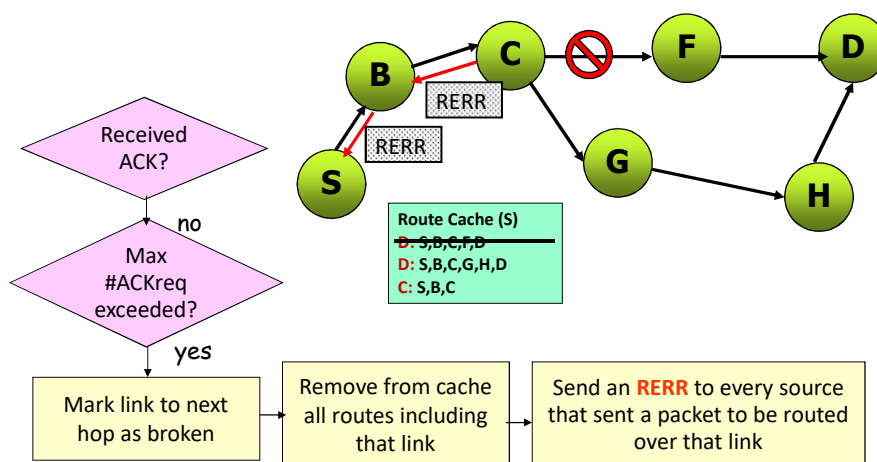 B
C
F
D
RERR
RERR
S
G
H
Received
ACK?
no
Max
#ACKreq
exceeded?
yes
Route Cache (S)
D: S,B,C,F,D
D: S,B,C,G,H,D
C: S,B,C
Mark link to next
hop as broken
Remove from cache
all routes including
that link
Send an RERR to every source
that sent a packet to be routed
over that link